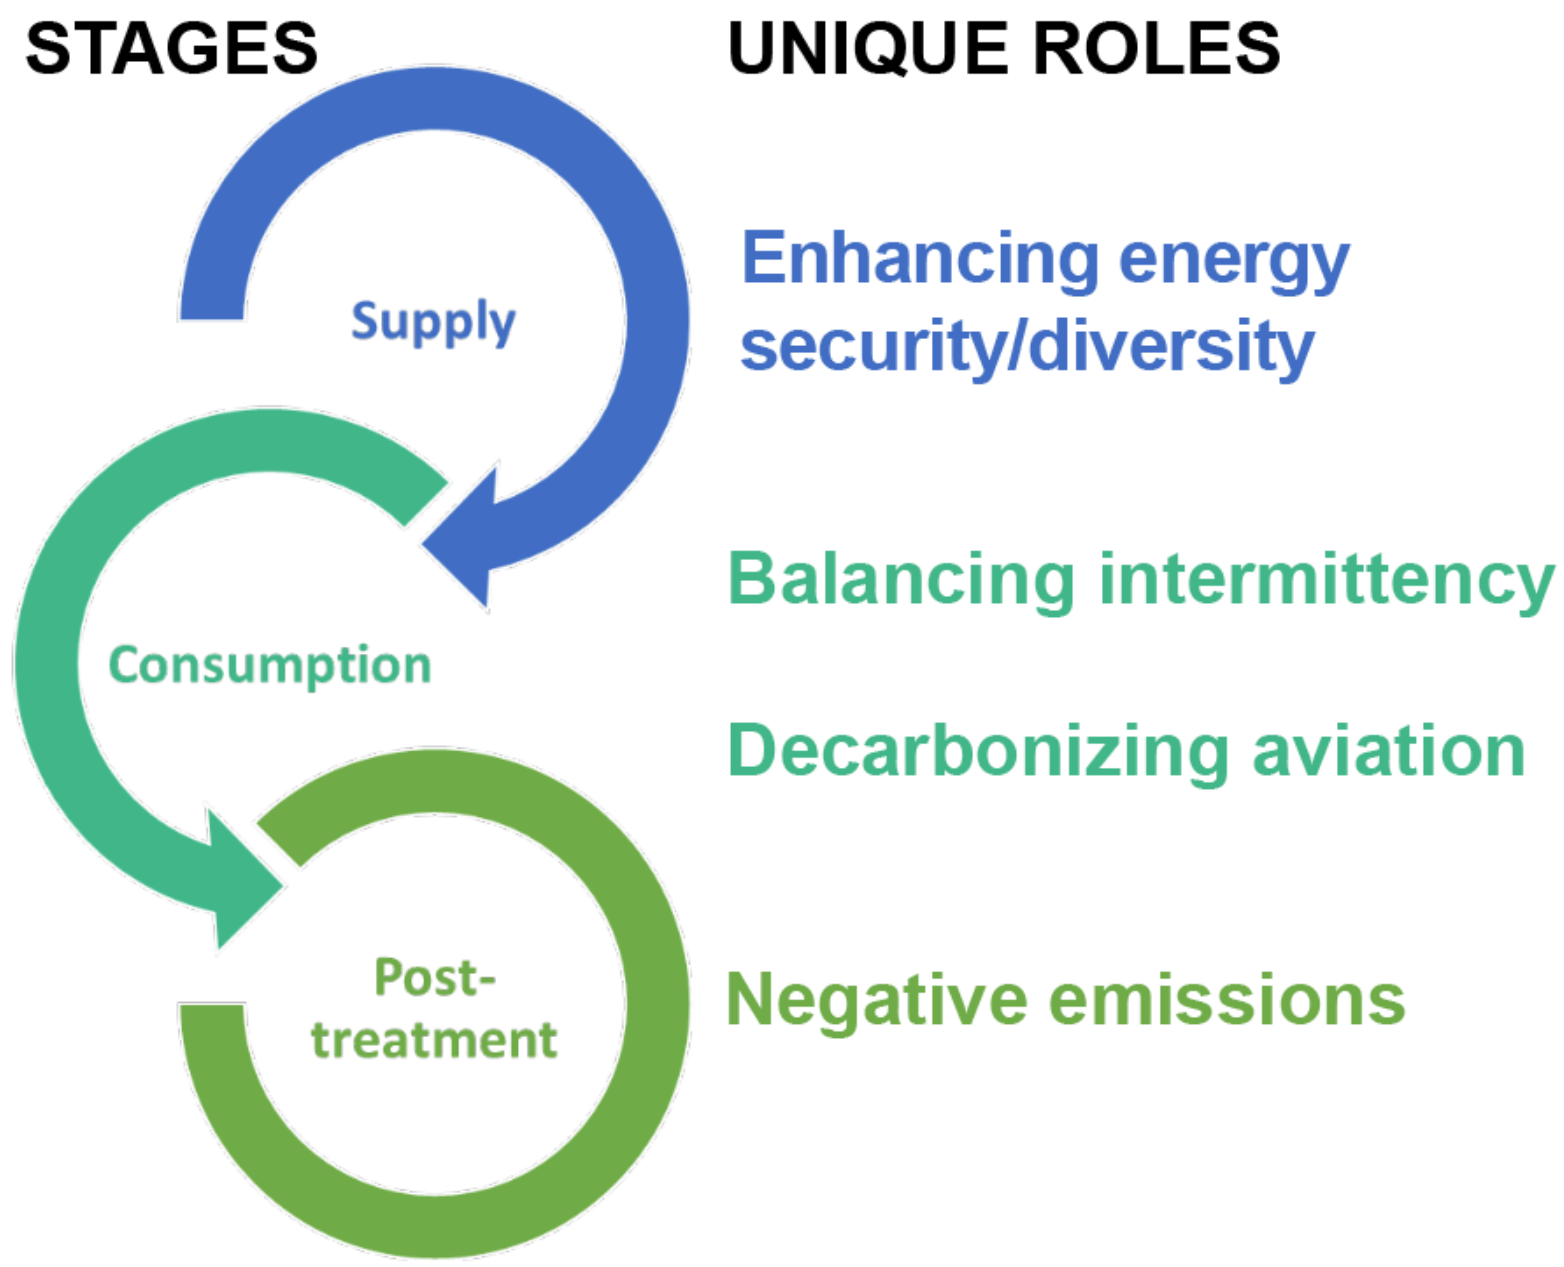 STAGES
UNIQUE ROLES
Supply
Enhancing energy
security/diversity
Consumption
Balancing intermittency
Decarbonizing aviation
Post-
treatment
Negative emissions